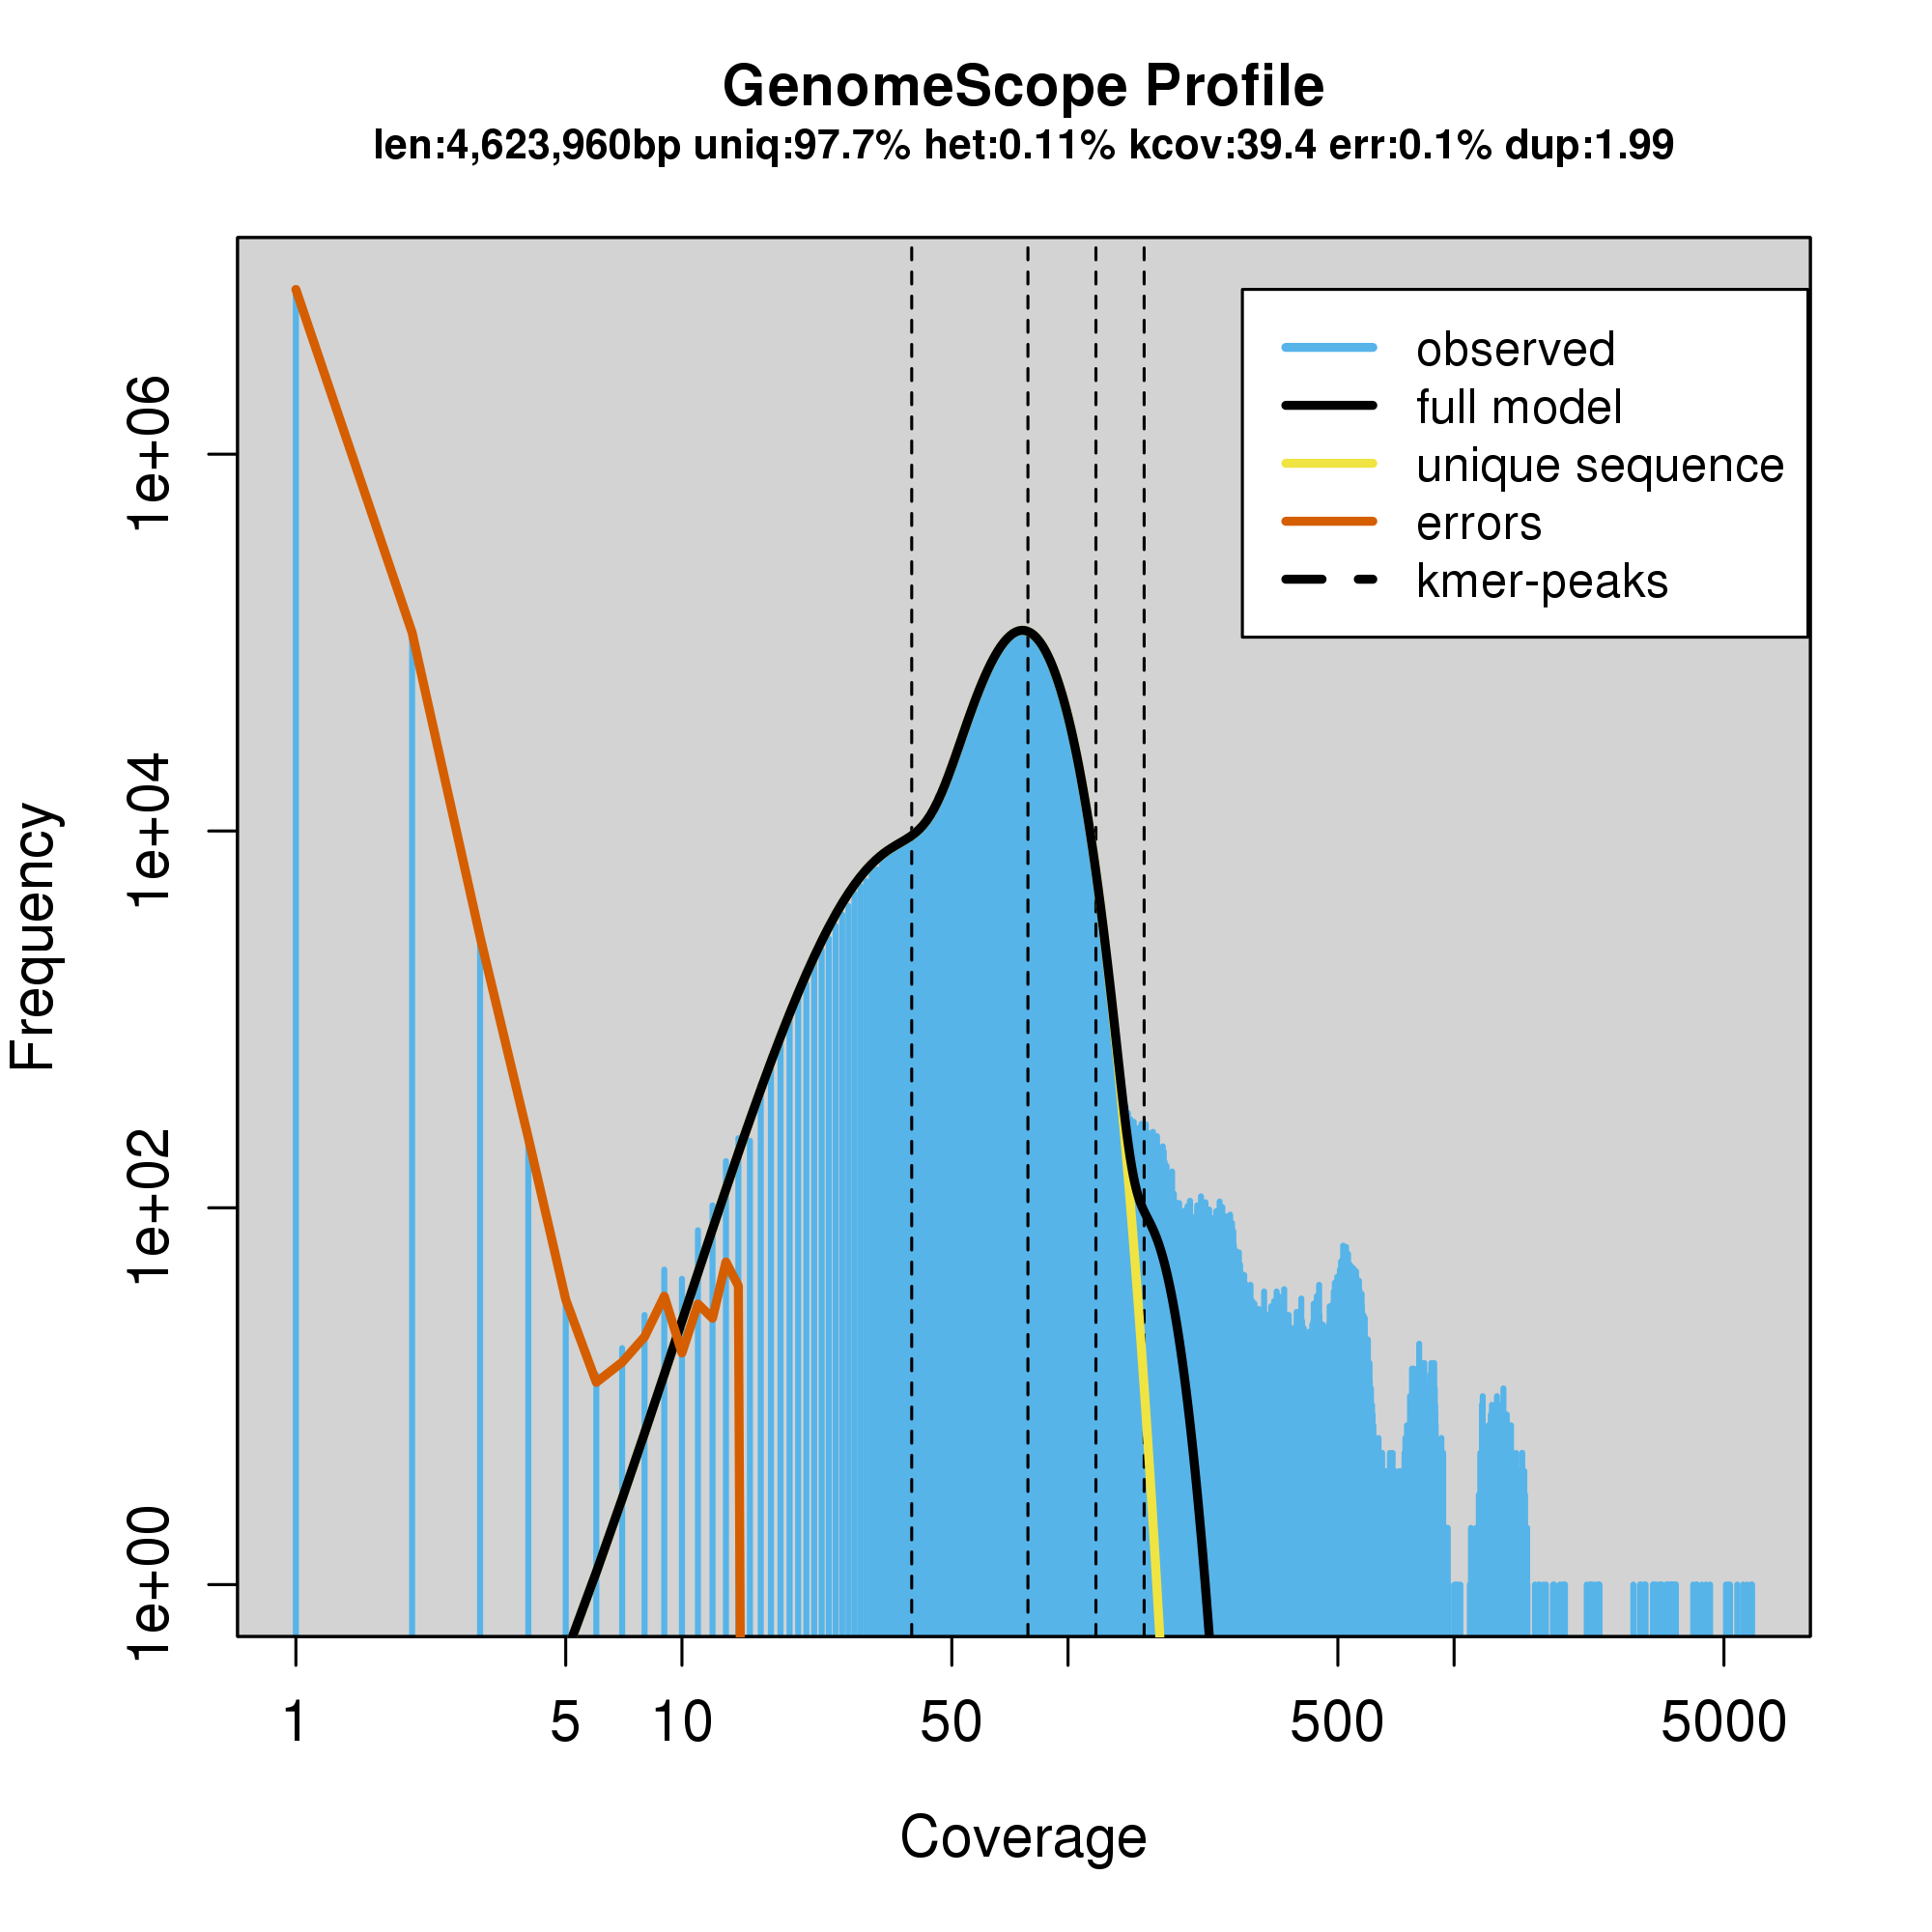 GenomeScope Profile
len:4,623,960bp uniq:97.7% het:0.11% kcov:39.4 err:0.1% dup:1.99
observed
full model
unique sequence
errors
kmer-peaks
Frequency
1e+06
1e+04
1e+02
1e+00
1 5 10 50 500 5000
Coverage